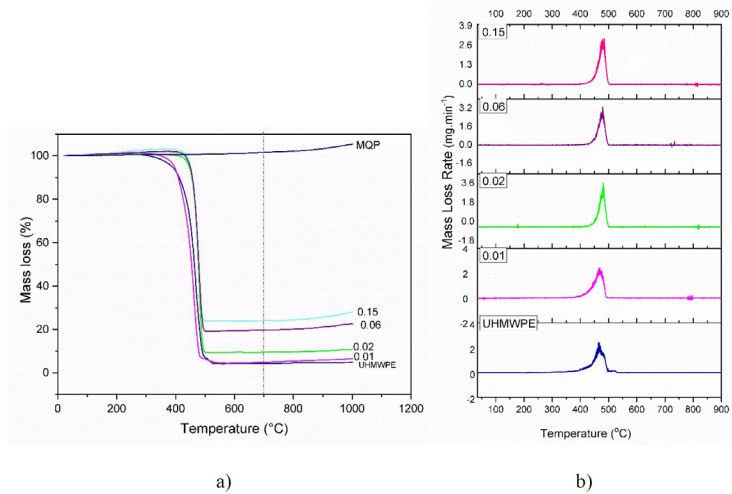 100 200 300 400 500 600 700 800 900
3.9
0.15
2.6
1.3
0.0
3.2
0.06
1.6
0.0
-1.6
3.6
0.02
1.8
0.0
-1.8
4
0.01
2
0
-2
4
UHMWPE
2
0
-2
100 200 300 400 500 600 700 800 900
Mass Loss Rate (mg.min⁻¹)
Temperature (°C)
MQP
100
80
60
40
20
0
0.15
0.06
0.02
0.01
UHMWPE
0 200 400 600 800 1000 1200
Mass loss (%)
Temperature (°C)
a)
b)